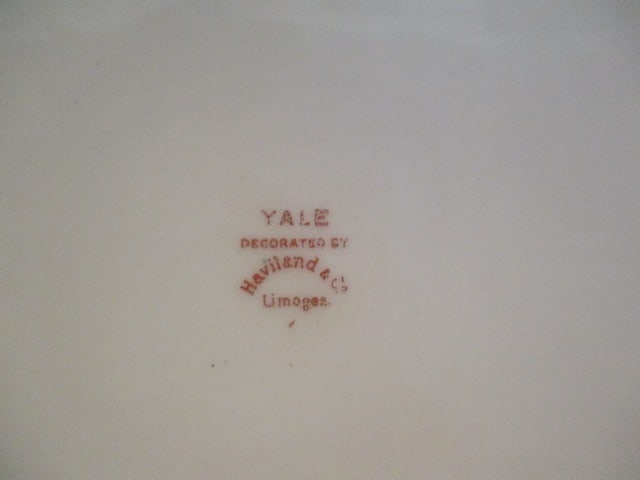 YALE
DECORATED BY
Haviland & Co
Limoges